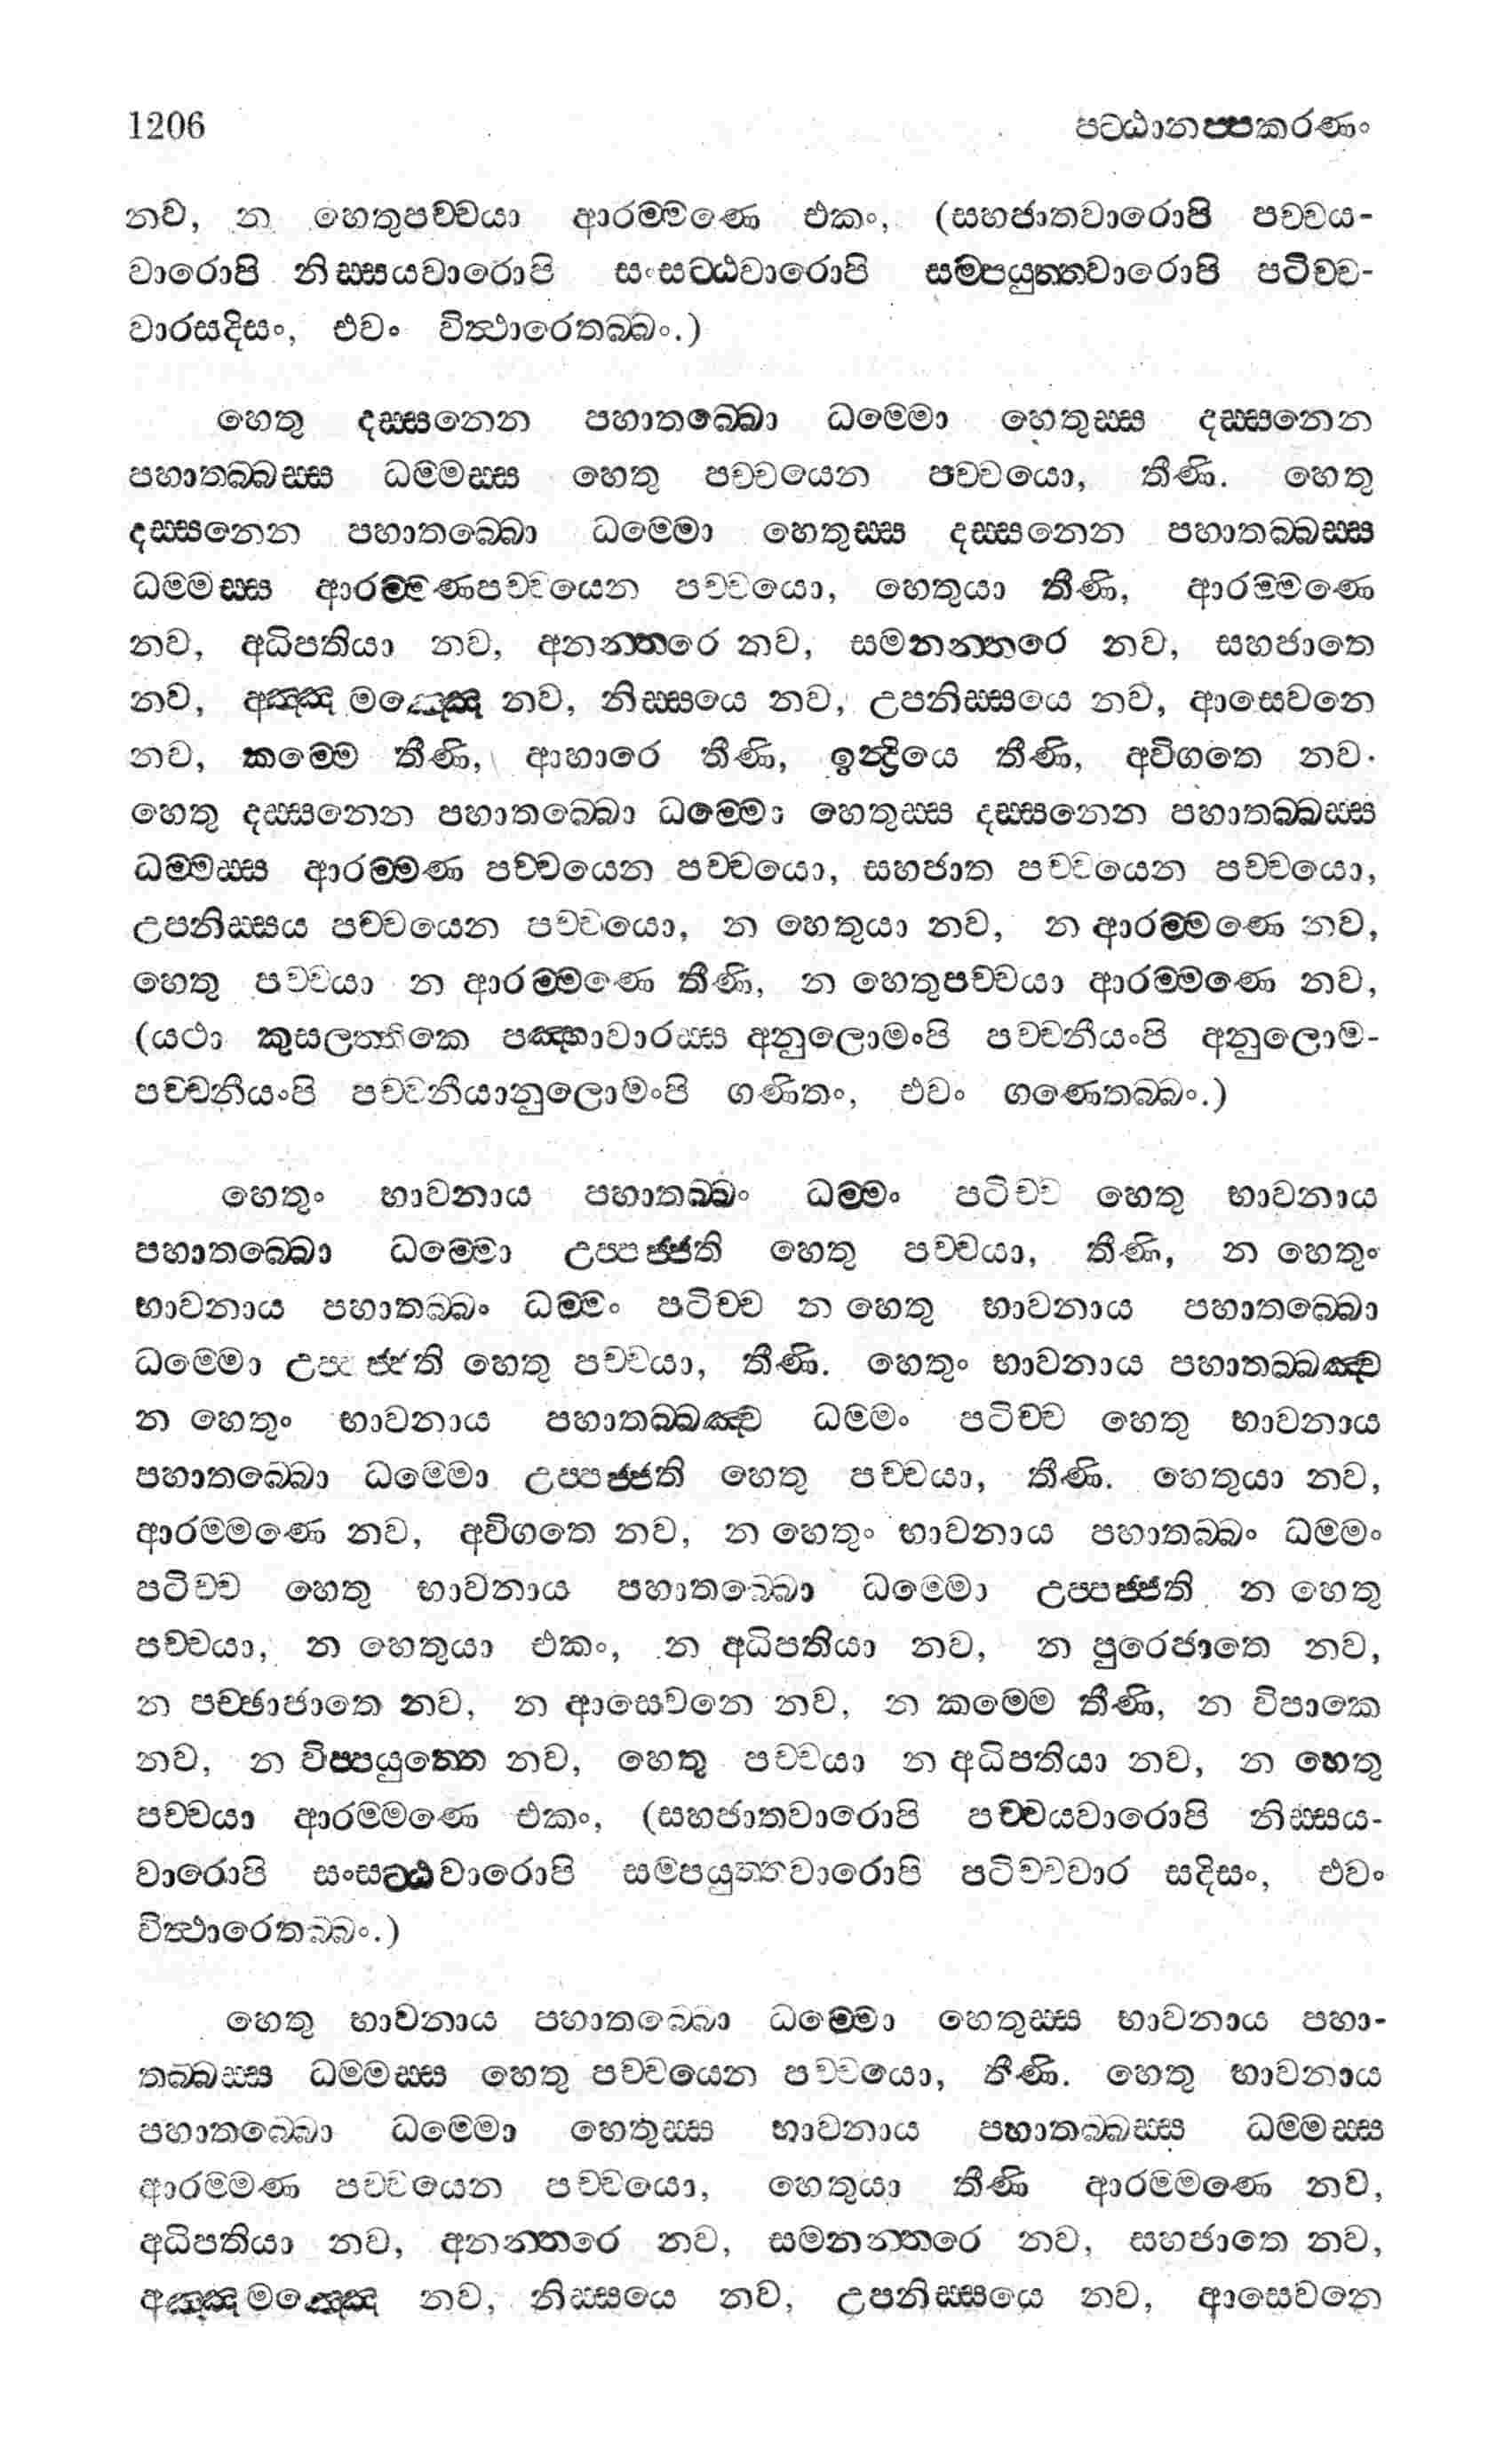 1206 පට්ඨානප්පකරණං
නව, න හෙතුපච්චයා ආරම්මණෙ එකං, (සහජාතවාරොපි පච්චය-
වාරොපි නිස්සයවාරොපි සංසට්ඨවාරොපි සම්පයුත්තවාරොපි පටිච්ච-
වාරසදිසං, එවං විත්ථාරෙතබ්බං.)
හෙතු දස්සනෙන පහාතබ්බො ධම්මො හෙතුස්ස දස්සනෙන
පහාතබ්බස්ස ධම්මස්ස හෙතු පච්චයෙන පච්චයො, තීණි. හෙතු
දස්සනෙන පහාතබ්බො ධම්මො හෙතුස්ස දස්සනෙන පහාතබ්බස්ස
ධම්මස්ස ආරම්මණපච්චයෙන පච්චයො, හෙතුයා තීණි, ආරම්මණෙ
නව, අධිපතියා නව, අනන්තරෙ නව, සමනන්තරෙ නව, සහජාතෙ
නව, අඤ්ඤමඤ්ඤෙ නව, නිස්සයෙ නව, උපනිස්සයෙ නව, ආසෙවනෙ
නව, කම්මෙ තීණි, ආහාරෙ තීණි, ඉන්ද්‍රියෙ තීණි, අවිගතෙ නව.
හෙතු දස්සනෙන පහාතබ්බො ධම්මො හෙතුස්ස දස්සනෙන පහාතබ්බස්ස
ධම්මස්ස ආරම්මණ පච්චයෙන පච්චයො, සහජාත පච්චයෙන පච්චයො,
උපනිස්සය පච්චයෙන පච්චයො, න හෙතුයා නව, න ආරම්මණෙ නව,
හෙතු පච්චයා න ආරම්මණෙ තීණි, න හෙතුපච්චයා ආරම්මණෙ නව,
(යථා කුසලත්තිකෙ පඤ්හාවාරස්ස අනුලොමංපි පච්චනීයංපි අනුලොම-
පච්චනීයංපි පච්චනීයානුලොමංපි ගණිතං, එවං ගණෙතබ්බං.)
හෙතුං භාවනාය පහාතබ්බං ධම්මං පටිච්ච හෙතු භාවනාය
පහාතබ්බො ධම්මො උප්පජ්ජති හෙතු පච්චයා, තීණි, න හෙතුං
භාවනාය පහාතබ්බං ධම්මං පටිච්ච න හෙතු භාවනාය පහාතබ්බො
ධම්මො උප්පජ්ජති හෙතු පච්චයා, තීණි. හෙතුං භාවනාය පහාතබ්බඤ්ච
න හෙතුං භාවනාය පහාතබ්බඤ්ච ධම්මං පටිච්ච හෙතු භාවනාය
පහාතබ්බො ධම්මො උප්පජ්ජති හෙතු පච්චයා, තීණි. හෙතුයා නව,
ආරම්මණෙ නව, අවිගතෙ නව, න හෙතුං භාවනාය පහාතබ්බං ධම්මං
පටිච්ච හෙතු භාවනාය පහාතබ්බො ධම්මො උප්පජ්ජති න හෙතු
පච්චයා, න හෙතුයා එකං, න අධිපතියා නව, න පුරෙජාතෙ නව,
න පච්ඡාජාතෙ නව, න ආසෙවනෙ නව, න කම්මෙ තීණි, න විපාකෙ
නව, න විප්පයුත්තෙ නව, හෙතු පච්චයා න අධිපතියා නව, න හෙතු
පච්චයා ආරම්මණෙ එකං, (සහජාතවාරොපි පච්චයවාරොපි නිස්සය-
වාරොපි සංසට්ඨවාරොපි සම්පයුත්තවාරොපි පටිච්චවාර සදිසං, එවං
විත්ථාරෙතබ්බං.)
හෙතු භාවනාය පහාතබ්බො ධම්මො හෙතුස්ස භාවනාය පහා-
තබ්බස්ස ධම්මස්ස හෙතු පච්චයෙන පච්චයො, තීණි. හෙතු භාවනාය
පහාතබ්බො ධම්මො හෙතුස්ස භාවනාය පහාතබ්බස්ස ධම්මස්ස
ආරම්මණ පච්චයෙන පච්චයො, හෙතුයා තීණි ආරම්මණෙ නව,
අධිපතියා නව, අනන්තරෙ නව, සමනන්තරෙ නව, සහජාතෙ නව,
අඤ්ඤමඤ්ඤෙ නව, නිස්සයෙ නව, උපනිස්සයෙ නව, ආසෙවනෙ